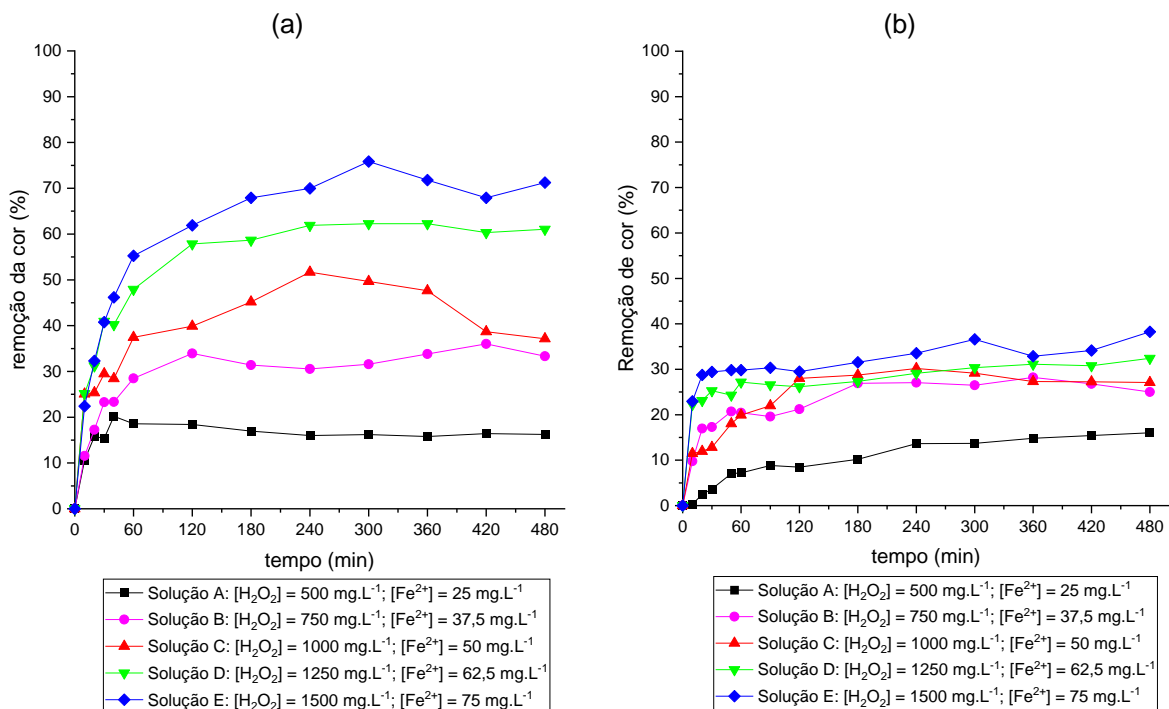 (a)
remoção da cor (%)
100
90
80
70
60
50
40
30
20
10
0
0 60 120 180 240 300 360 420 480
tempo (min)
Solução A: [H₂O₂] = 500 mg.L⁻¹; [Fe²⁺] = 25 mg.L⁻¹
Solução B: [H₂O₂] = 750 mg.L⁻¹; [Fe²⁺] = 37,5 mg.L⁻¹
Solução C: [H₂O₂] = 1000 mg.L⁻¹; [Fe²⁺] = 50 mg.L⁻¹
Solução D: [H₂O₂] = 1250 mg.L⁻¹; [Fe²⁺] = 62,5 mg.L⁻¹
Solução E: [H₂O₂] = 1500 mg.L⁻¹; [Fe²⁺] = 75 mg.L⁻¹
(b)
Remoção de cor (%)
100
90
80
70
60
50
40
30
20
10
0
0 60 120 180 240 300 360 420 480
tempo (min)
Solução A: [H₂O₂] = 500 mg.L⁻¹; [Fe²⁺] = 25 mg.L⁻¹
Solução B: [H₂O₂] = 750 mg.L⁻¹; [Fe²⁺] = 37,5 mg.L⁻¹
Solução C: [H₂O₂] = 1000 mg.L⁻¹; [Fe²⁺] = 50 mg.L⁻¹
Solução D: [H₂O₂] = 1250 mg.L⁻¹; [Fe²⁺] = 62,5 mg.L⁻¹
Solução E: [H₂O₂] = 1500 mg.L⁻¹; [Fe²⁺] = 75 mg.L⁻¹